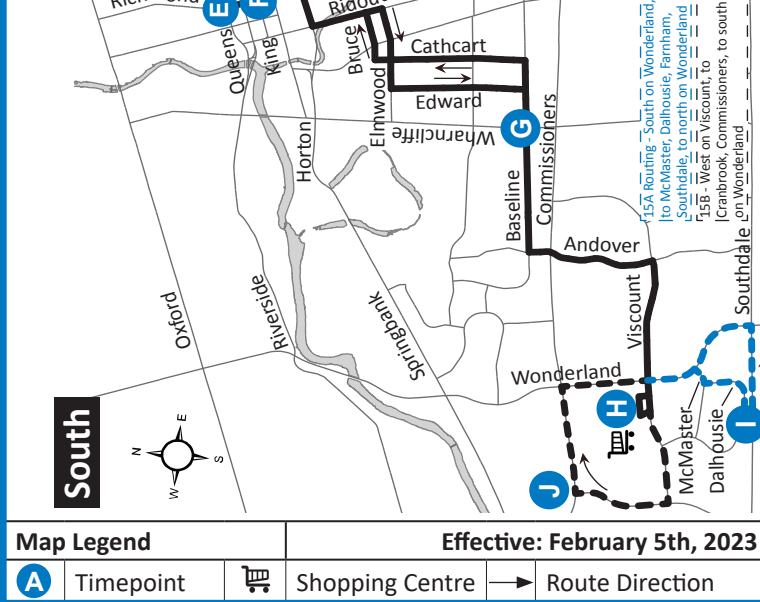 Ridout
E
F
Queens
King
Bruce
Cathcart
Elmwood
Edward
Wharncliffe
G
Horton
Commissioners
Baseline
15A Routing - South on Wonderland,
to McMaster, Dalhousie, Farnham,
Southdale, to north on Wonderland
15B - West on Viscount, to
Cranbrook, Commissioners, to south
on Wonderland
Andover
Southdale
Oxford
Riverside
Springbank
Viscount
Wonderland
South
N
E
S
W
H
I
J
McMaster
Dalhousie
Map Legend
Effective: February 5th, 2023
A Timepoint
Shopping Centre
Route Direction